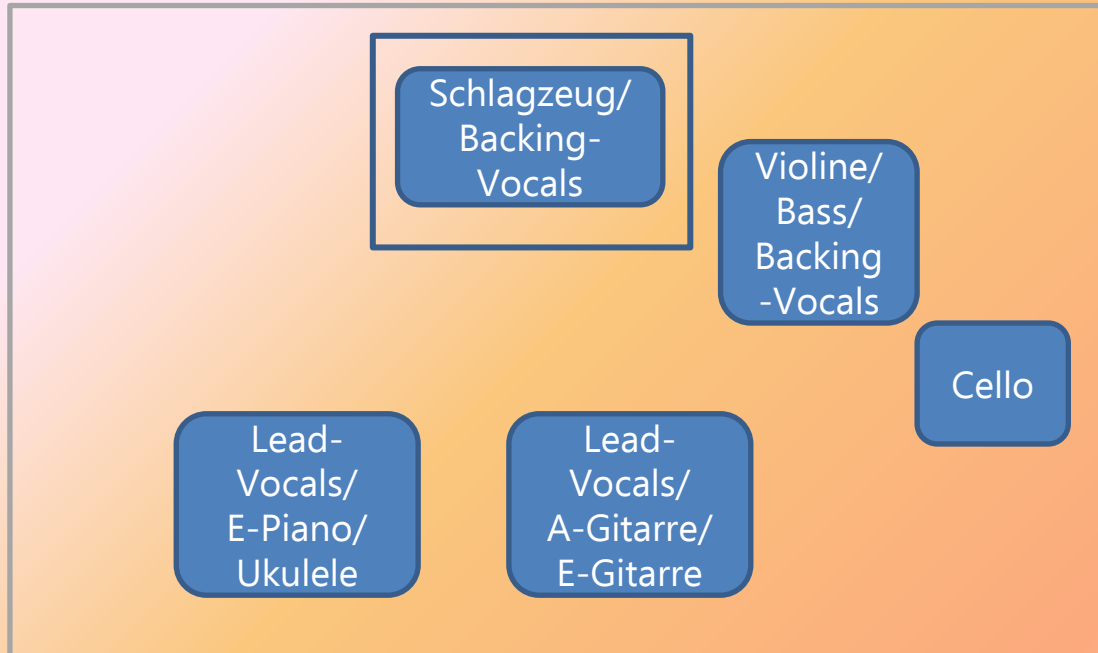 Schlagzeug/
Backing-
Vocals
Violine/
Bass/
Backing
-Vocals
Cello
Lead-
Vocals/
E-Piano/
Ukulele
Lead-
Vocals/
A-Gitarre/
E-Gitarre